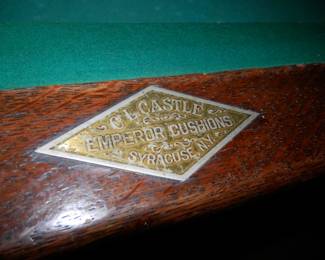 C L CASTLE
EMPEROR CUSHIONS
SYRACUSE N.Y.